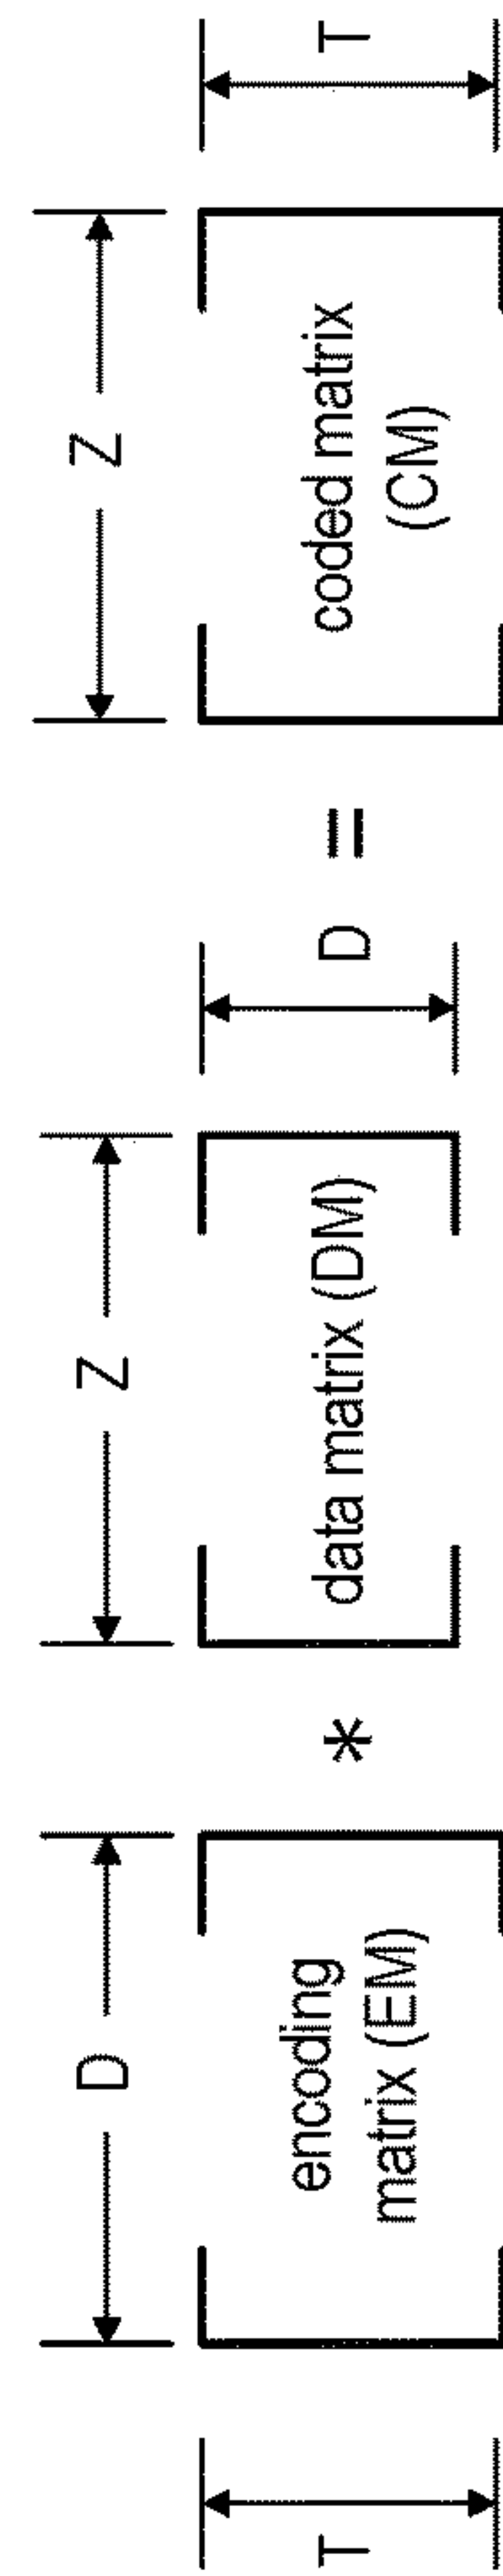 T
D
encoding
matrix (EM)
*
Z
data matrix (DM)
D
=
Z
coded matrix
(CM)
T